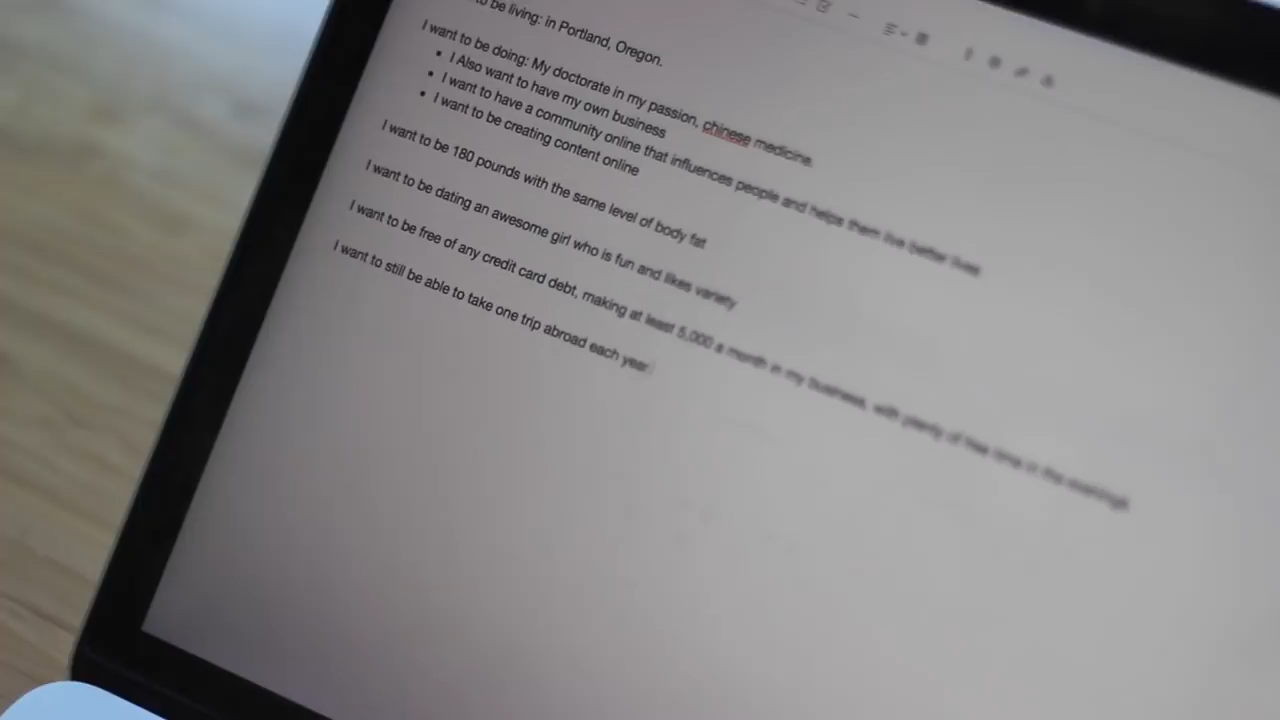 to be living: in Portland, Oregon.
I want to be doing: My doctorate in my passion, chinese medicine.
I Also want to have my own business
I want to have a community online that influences people and helps them live better lives
I want to be creating content online
I want to be 180 pounds with the same level of body fat
I want to be dating an awesome girl who is fun and likes variety
I want to be free of any credit card debt, making at least 5,000 a month in my business, with plenty of free time in the evenings.
I want to still be able to take one trip abroad each year.